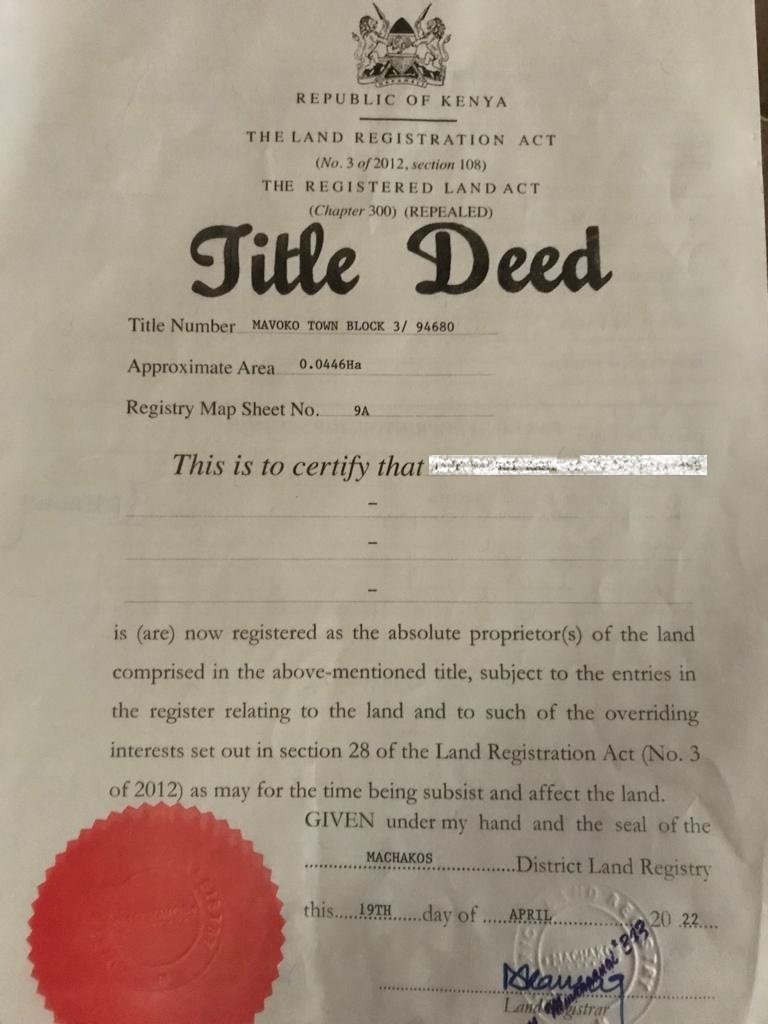 REPUBLIC OF KENYA
THE LAND REGISTRATION ACT
(No. 3 of 2012, section 108)
THE REGISTERED LAND ACT
(Chapter 300) (REPEALED)
Title Deed
Title Number MAVOKO TOWN BLOCK 3/ 94680
Approximate Area 0.0446Ha
Registry Map Sheet No. 9A
This is to certify that
–
–
–
is (are) now registered as the absolute proprietor(s) of the land
comprised in the above-mentioned title, subject to the entries in
the register relating to the land and to such of the overriding
interests set out in section 28 of the Land Registration Act (No. 3
of 2012) as may for the time being subsist and affect the land.
GIVEN under my hand and the seal of the
MACHAKOS District Land Registry
this 19TH day of APRIL 20 22
Land Registrar